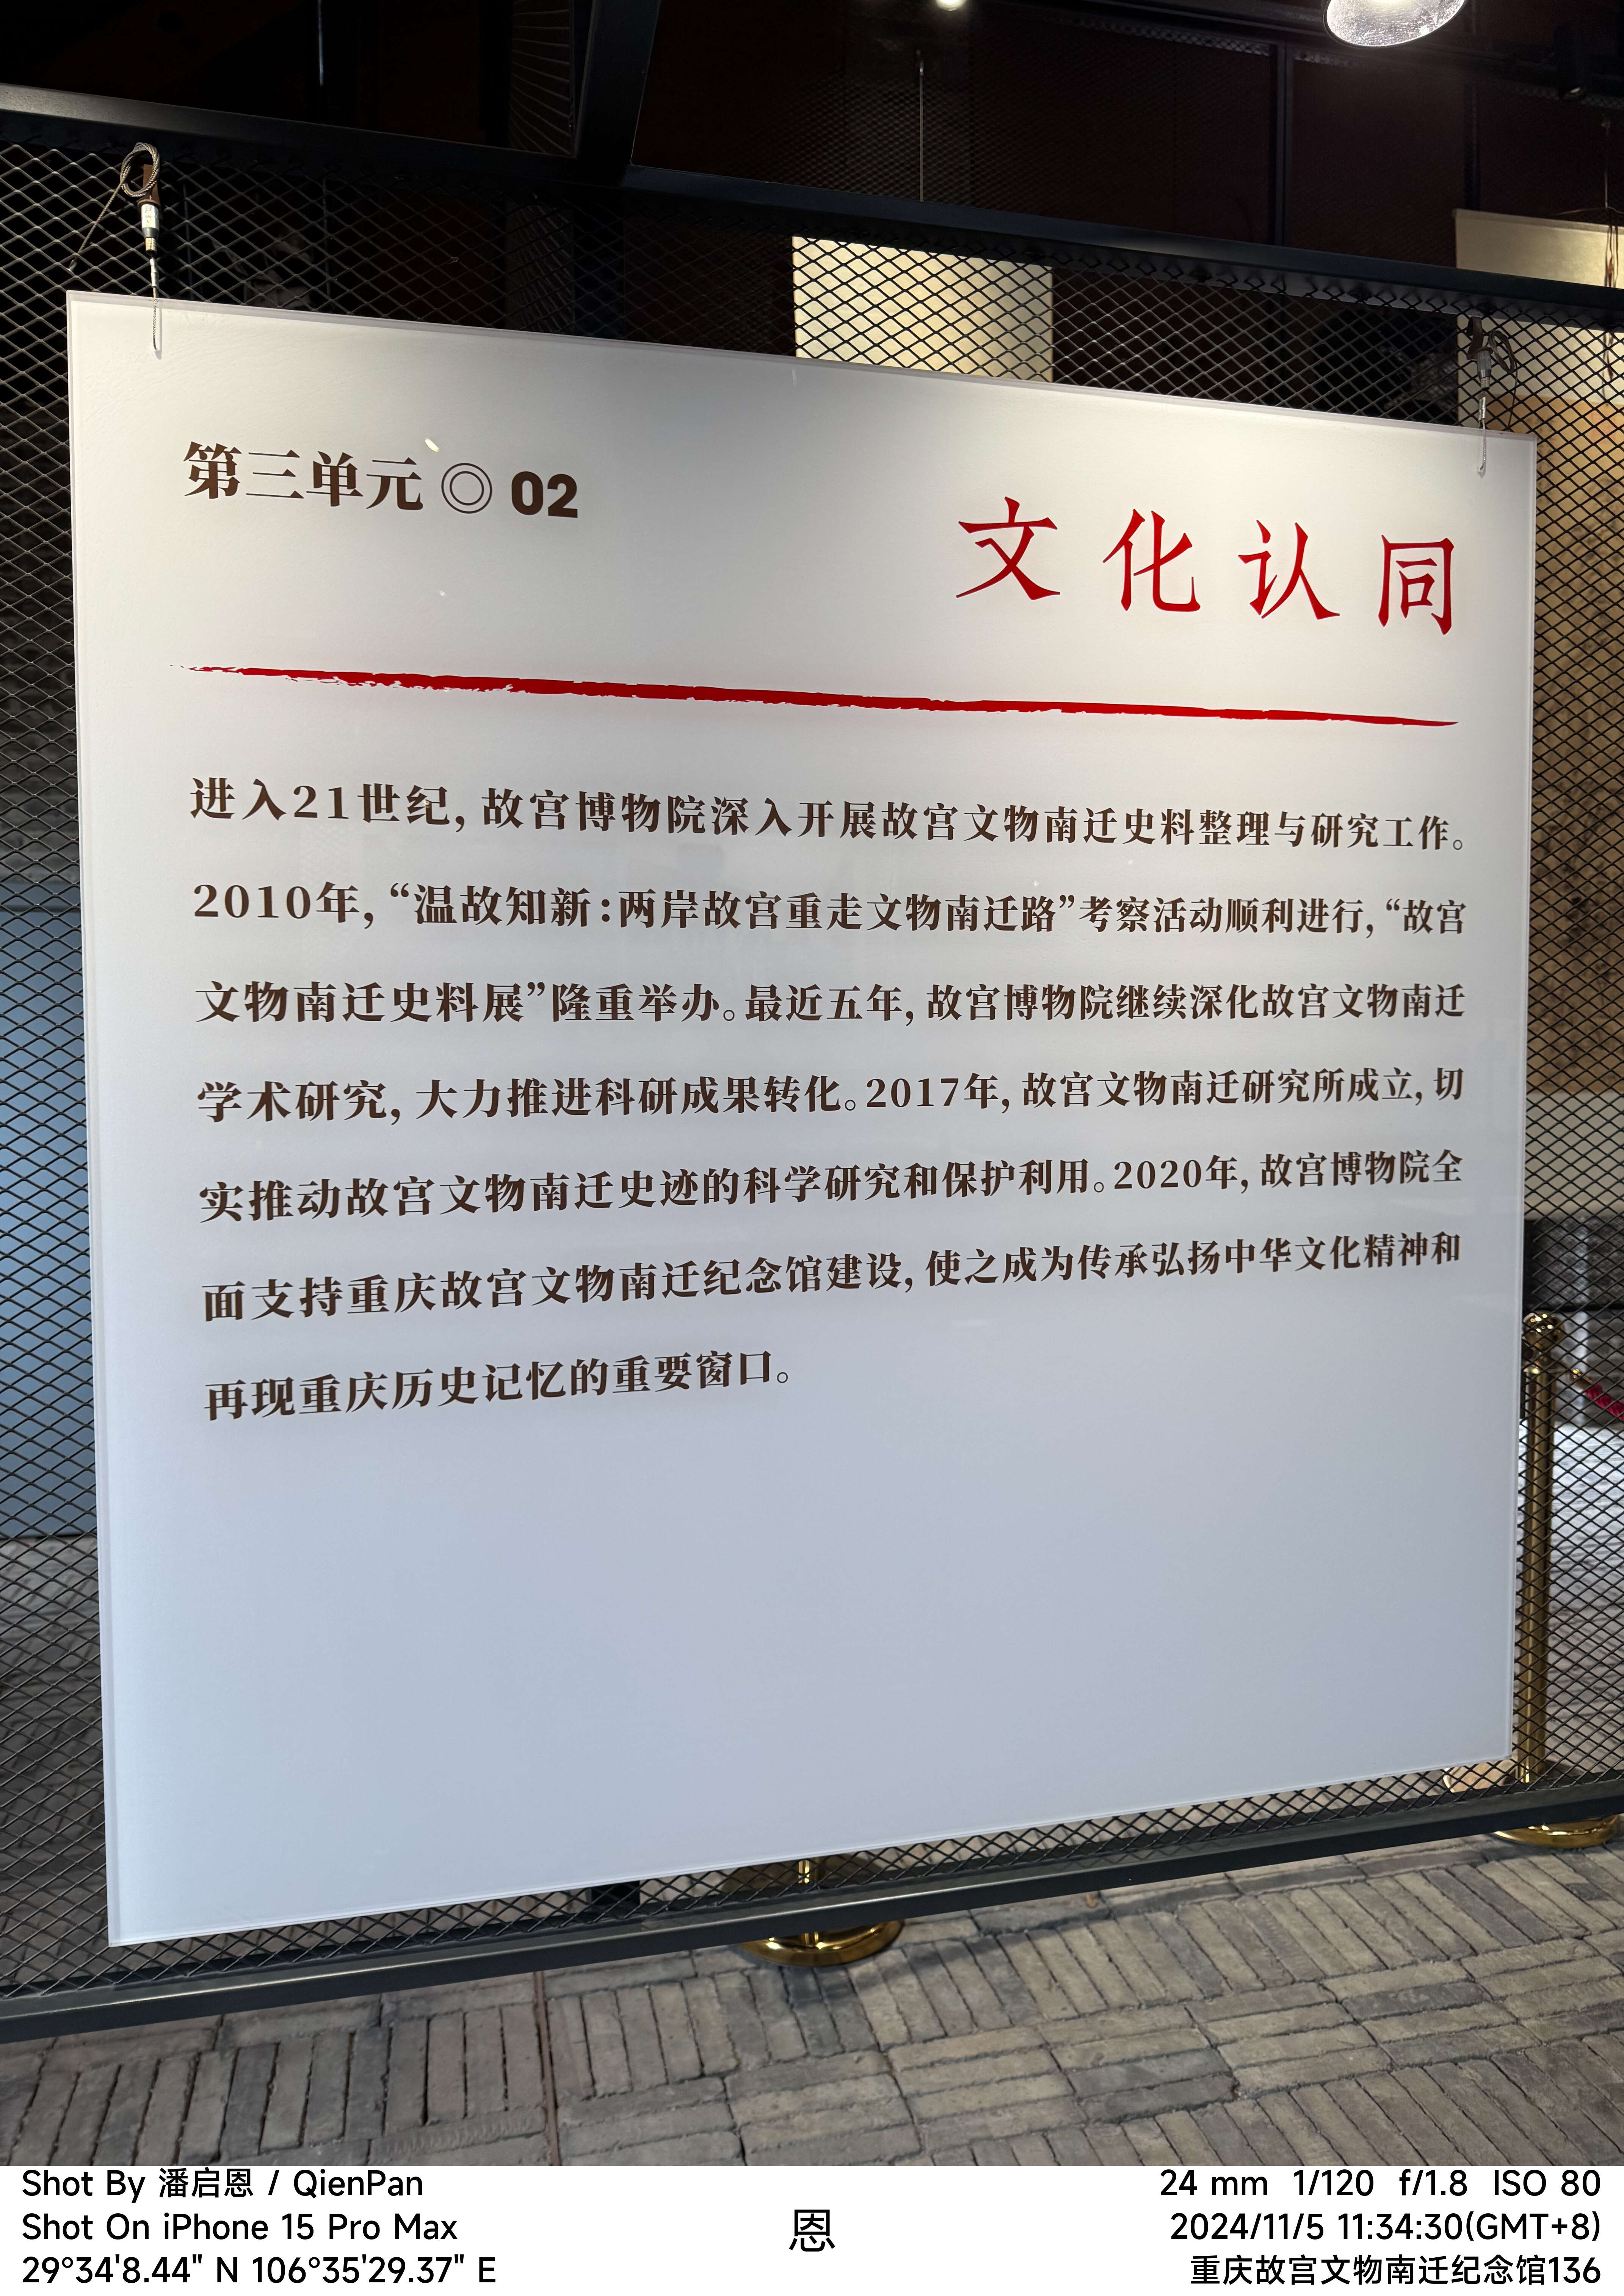 第三单元 ◎ 02
文化认同
进入21世纪，故宫博物院深入开展故宫文物南迁史料整理与研究工作。
2010年，“温故知新：两岸故宫重走文物南迁路”考察活动顺利进行，“故宫
文物南迁史料展”隆重举办。最近五年，故宫博物院继续深化故宫文物南迁
学术研究，大力推进科研成果转化。2017年，故宫文物南迁研究所成立，切
实推动故宫文物南迁史迹的科学研究和保护利用。2020年，故宫博物院全
面支持重庆故宫文物南迁纪念馆建设，使之成为传承弘扬中华文化精神和
再现重庆历史记忆的重要窗口。
Shot By 潘启恩 / QienPan
Shot On iPhone 15 Pro Max
29°34'8.44" N 106°35'29.37" E
恩
24 mm 1/120 f/1.8 ISO 80
2024/11/5 11:34:30(GMT+8)
重庆故宫文物南迁纪念馆136